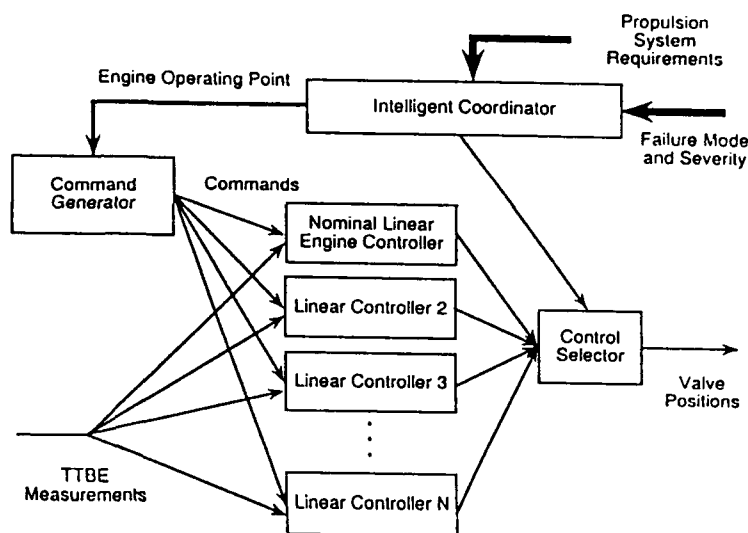 Propulsion
System
Requirements
Engine Operating Point
Intelligent Coordinator
Failure Mode
and Severity
Command
Generator
Commands
Nominal Linear
Engine Controller
Linear Controller 2
Control
Selector
Linear Controller 3
Valve
Positions
TTBE
Measurements
Linear Controller N